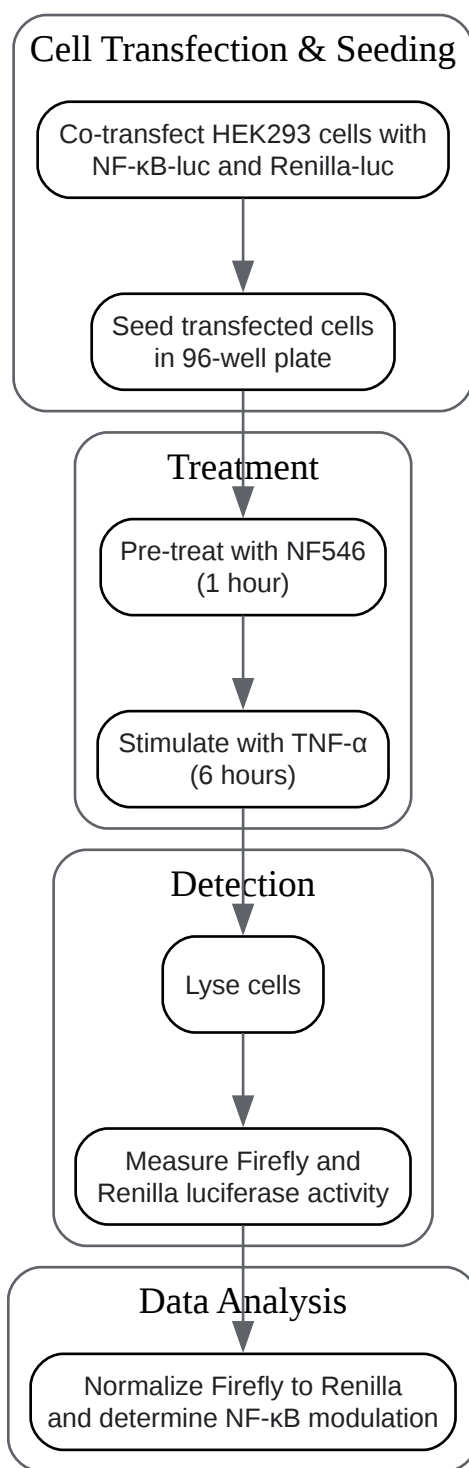 Cell Transfection & Seeding
Co-transfect HEK293 cells with
NF-κB-luc and Renilla-luc
Seed transfected cells
in 96-well plate
Treatment
Pre-treat with NF546
(1 hour)
Stimulate with TNF-α
(6 hours)
Detection
Lyse cells
Measure Firefly and
Renilla luciferase activity
Data Analysis
Normalize Firefly to Renilla
and determine NF-κB modulation